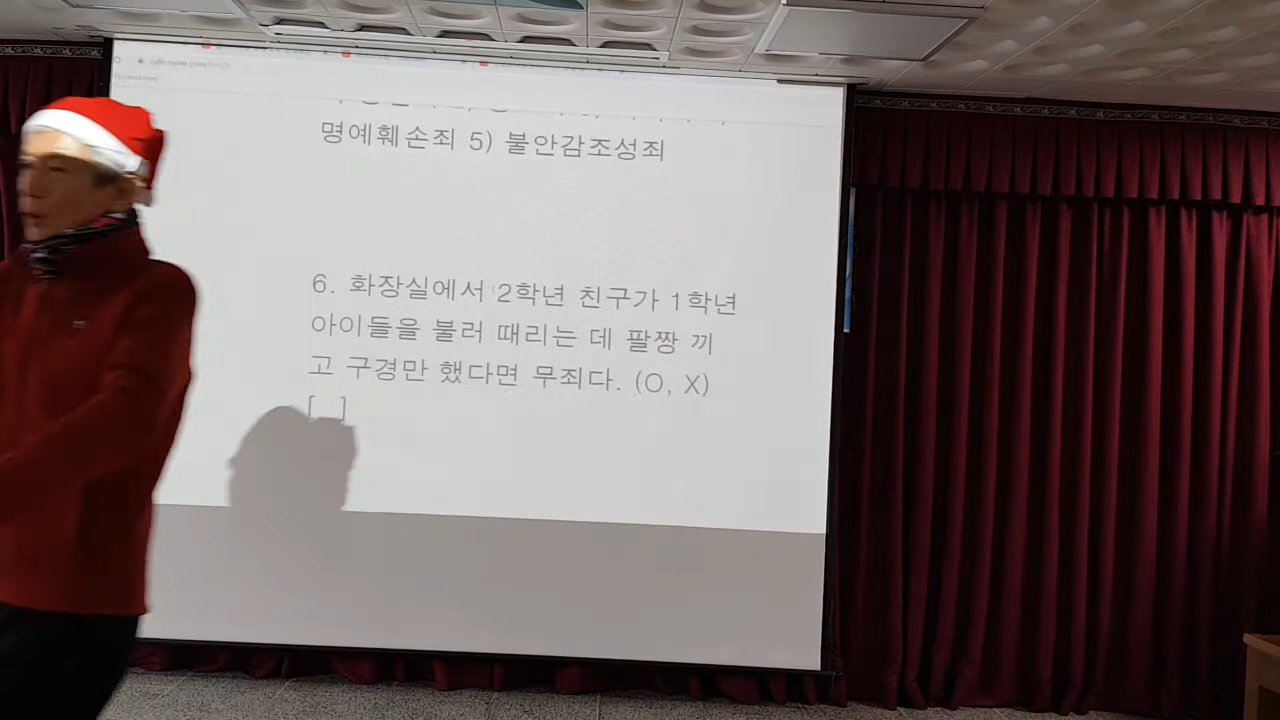 명예훼손죄 5) 불안감조성죄
6. 화장실에서 2학년 친구가 1학년
아이들을 불러 때리는 데 팔짱 끼
고 구경만 했다면 무죄다. (O, X)
[ ]